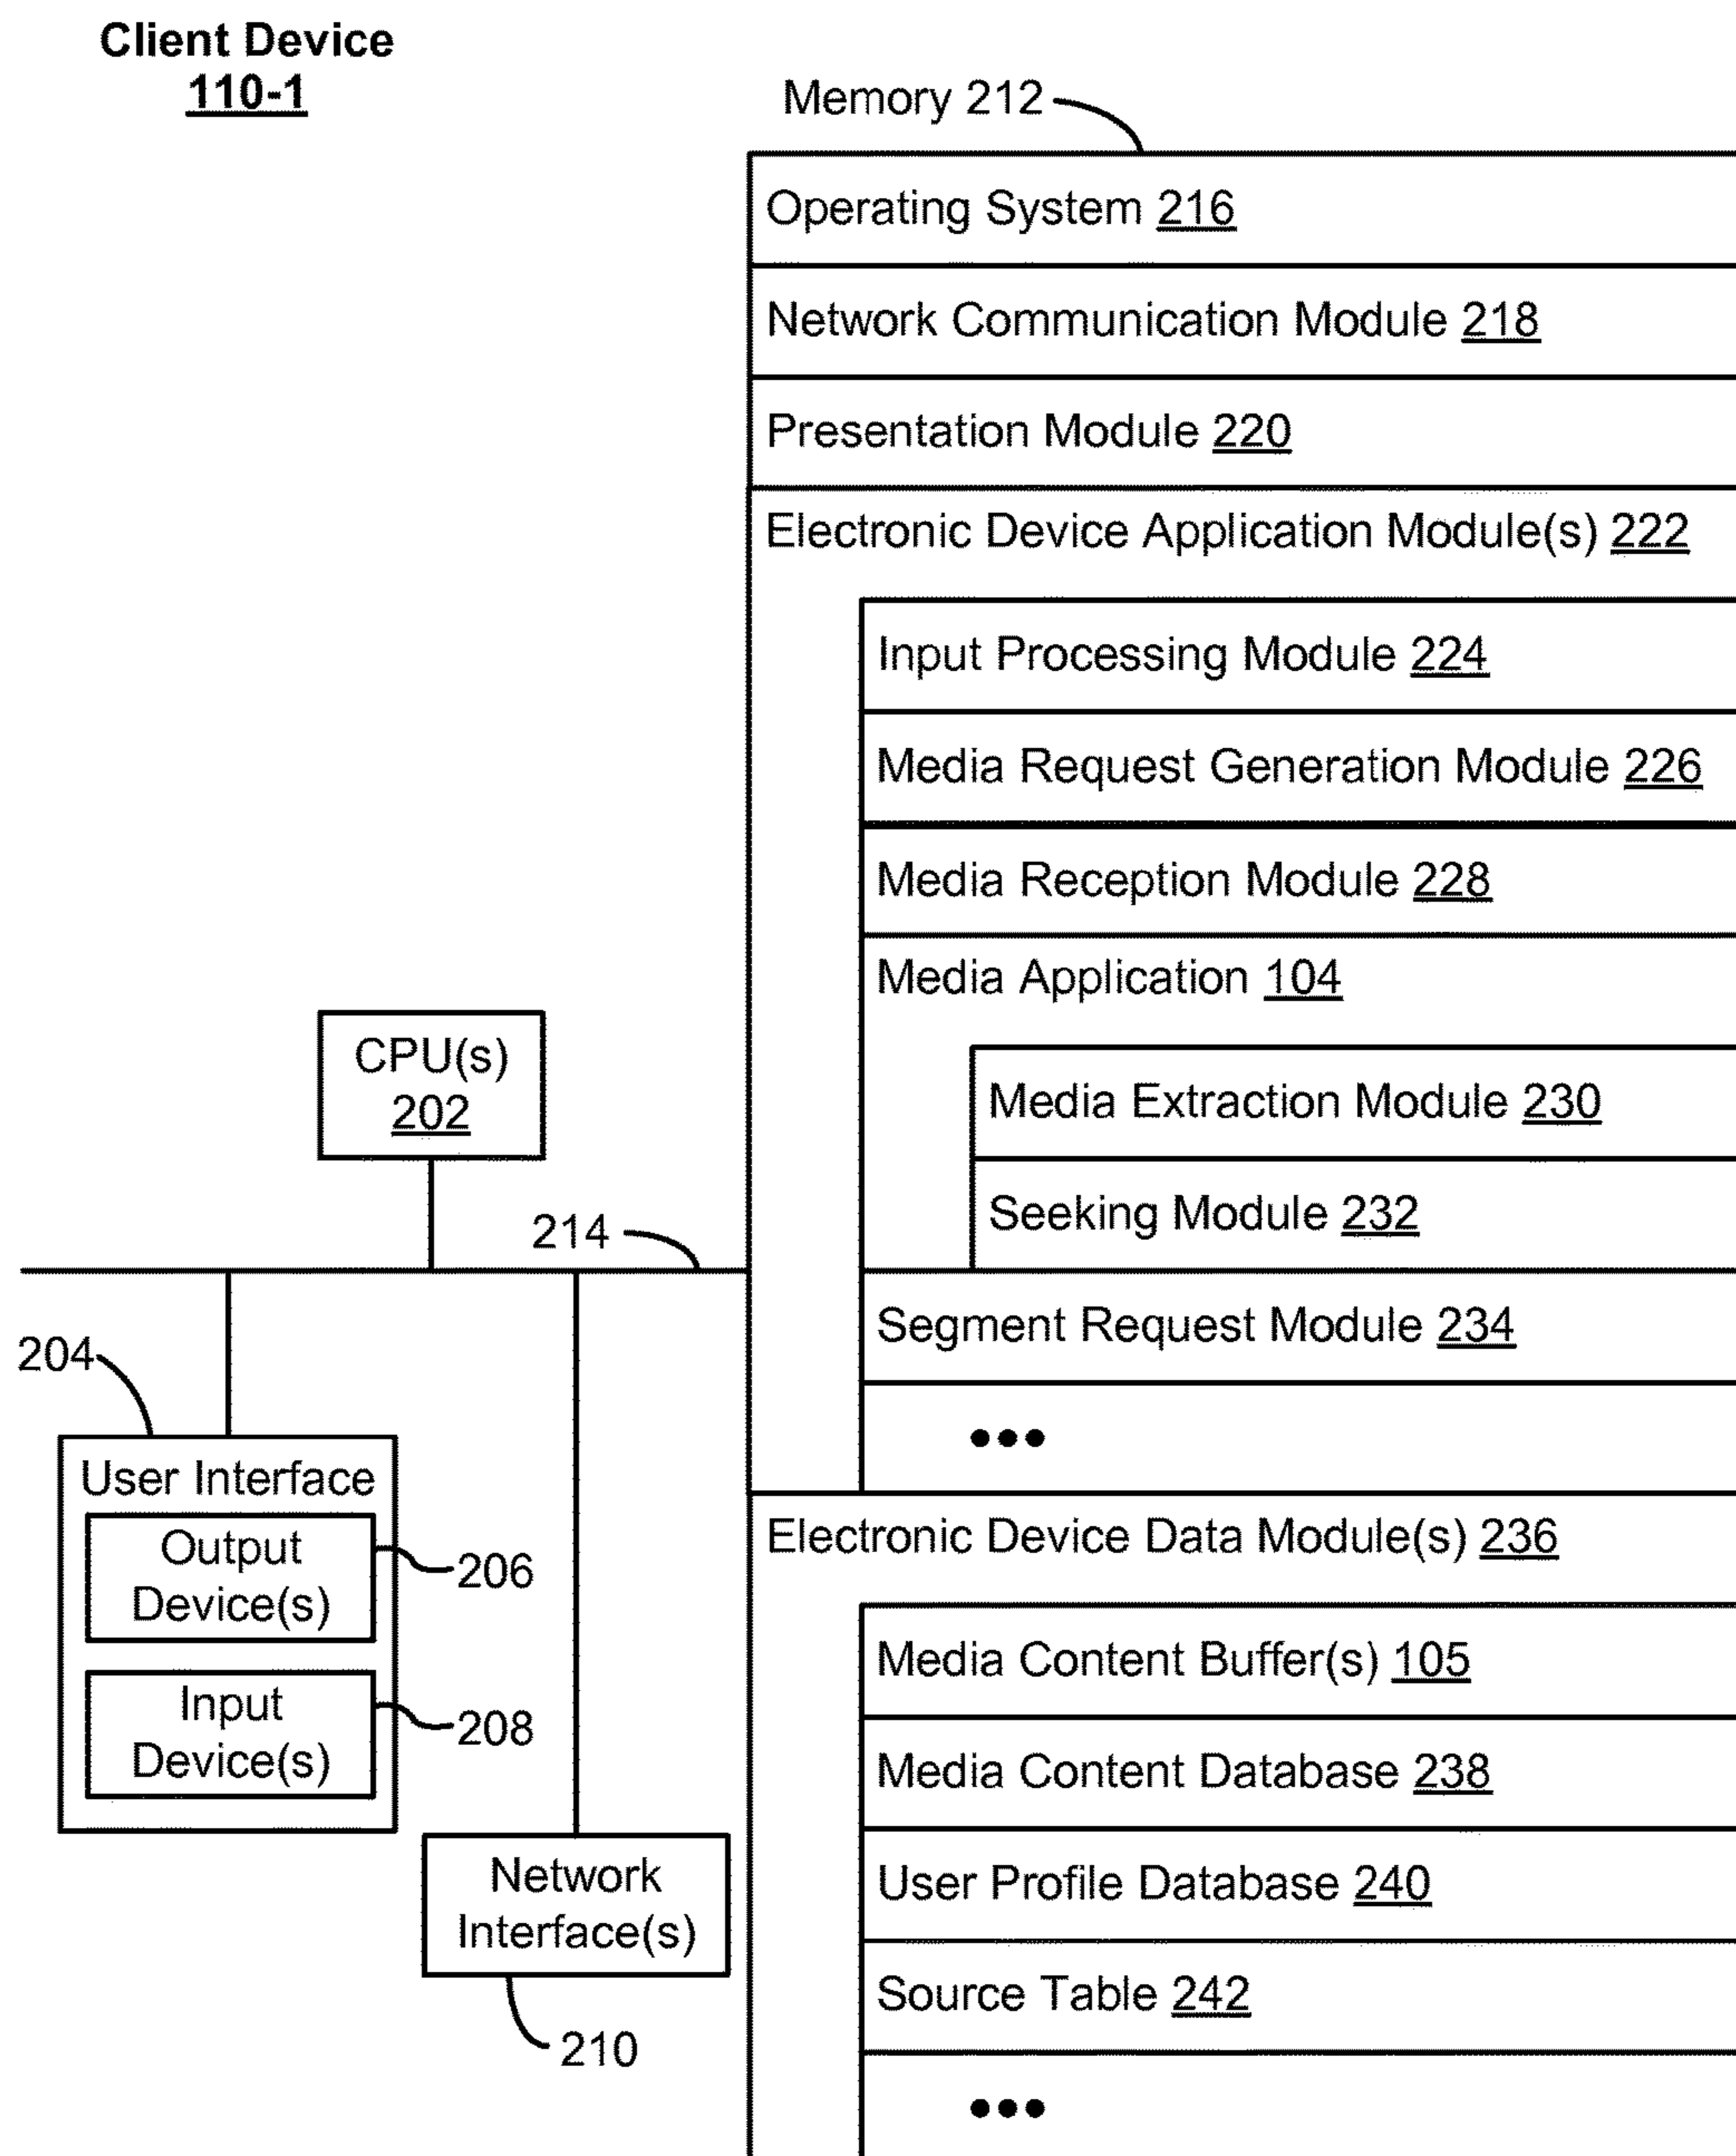 Client Device
110-1
Memory 212
Operating System 216
Network Communication Module 218
Presentation Module 220
Electronic Device Application Module(s) 222
Input Processing Module 224
Media Request Generation Module 226
Media Reception Module 228
Media Application 104
Media Extraction Module 230
Seeking Module 232
Segment Request Module 234
•••
Electronic Device Data Module(s) 236
Media Content Buffer(s) 105
Media Content Database 238
User Profile Database 240
Source Table 242
•••
CPU(s)
202
214
204
User Interface
Output
Device(s)
206
Input
Device(s)
208
Network
Interface(s)
210